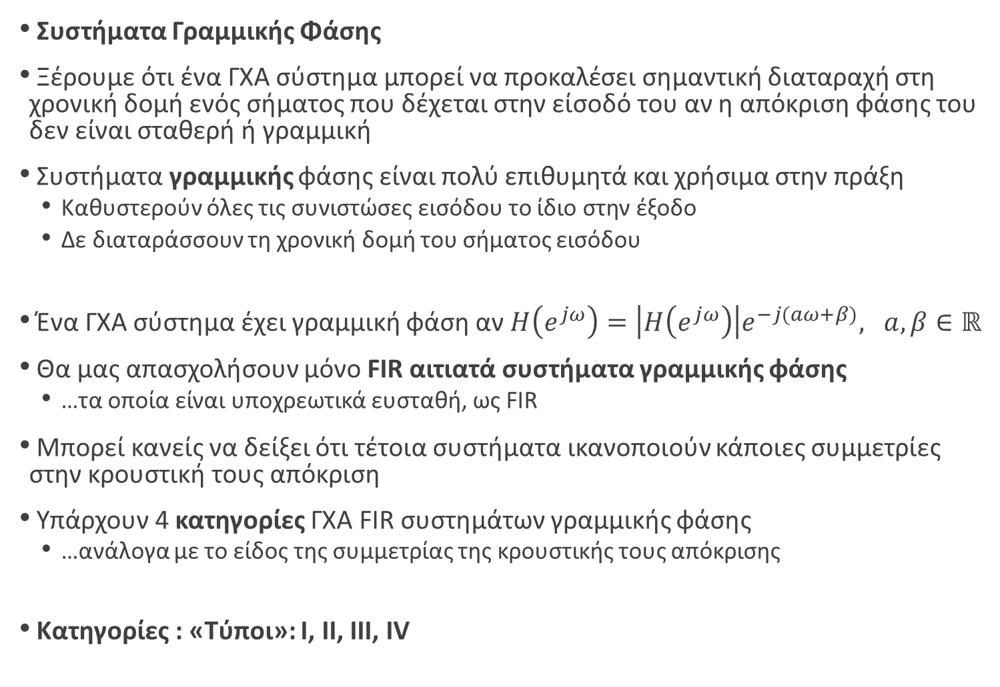 • Συστήματα Γραμμικής Φάσης
• Ξέρουμε ότι ένα ΓΧΑ σύστημα μπορεί να προκαλέσει σημαντική διαταραχή στη
χρονική δομή ενός σήματος που δέχεται στην είσοδό του αν η απόκριση φάσης του
δεν είναι σταθερή ή γραμμική
• Συστήματα γραμμικής φάσης είναι πολύ επιθυμητά και χρήσιμα στην πράξη
• Καθυστερούν όλες τις συνιστώσες εισόδου το ίδιο στην έξοδο
• Δε διαταράσσουν τη χρονική δομή του σήματος εισόδου
• Ένα ΓΧΑ σύστημα έχει γραμμική φάση αν $H(e^{j\omega}) = |H(e^{j\omega})|e^{-j(a\omega+\beta)}, \ a, \beta \in \mathbb{R}$
• Θα μας απασχολήσουν μόνο FIR αιτιατά συστήματα γραμμικής φάσης
• …τα οποία είναι υποχρεωτικά ευσταθή, ως FIR
• Μπορεί κανείς να δείξει ότι τέτοια συστήματα ικανοποιούν κάποιες συμμετρίες
στην κρουστική τους απόκριση
• Υπάρχουν 4 κατηγορίες ΓΧΑ FIR συστημάτων γραμμικής φάσης
• …ανάλογα με το είδος της συμμετρίας της κρουστικής τους απόκρισης
• Κατηγορίες : «Τύποι»: I, II, III, IV